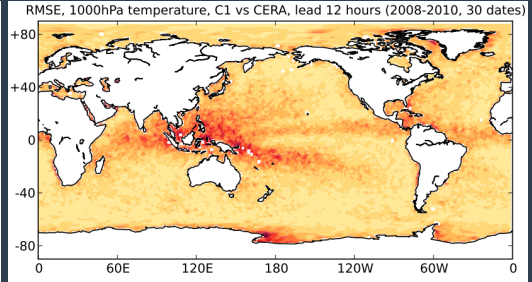 RMSE, 1000hPa temperature, C1 vs CERA, lead 12 hours (2008-2010, 30 dates)
+80
+40
0
-40
-80
0 60E 120E 180 120W 60W 0